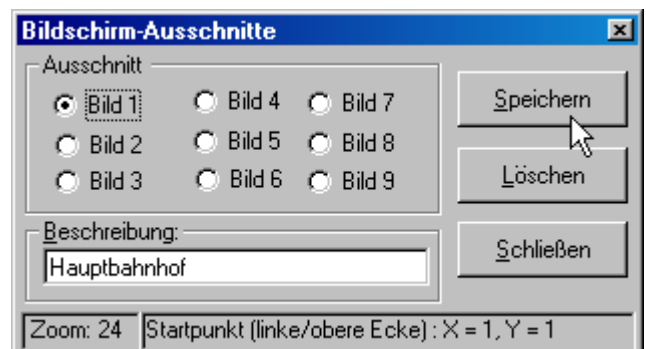 Bildschirm-Ausschnitte
Ausschnitt
Bild 1 Bild 4 Bild 7
Bild 2 Bild 5 Bild 8
Bild 3 Bild 6 Bild 9
Speichern
Löschen
Beschreibung:
Hauptbahnhof
Schließen
Zoom: 24 Startpunkt (linke/obere Ecke) : X = 1, Y = 1